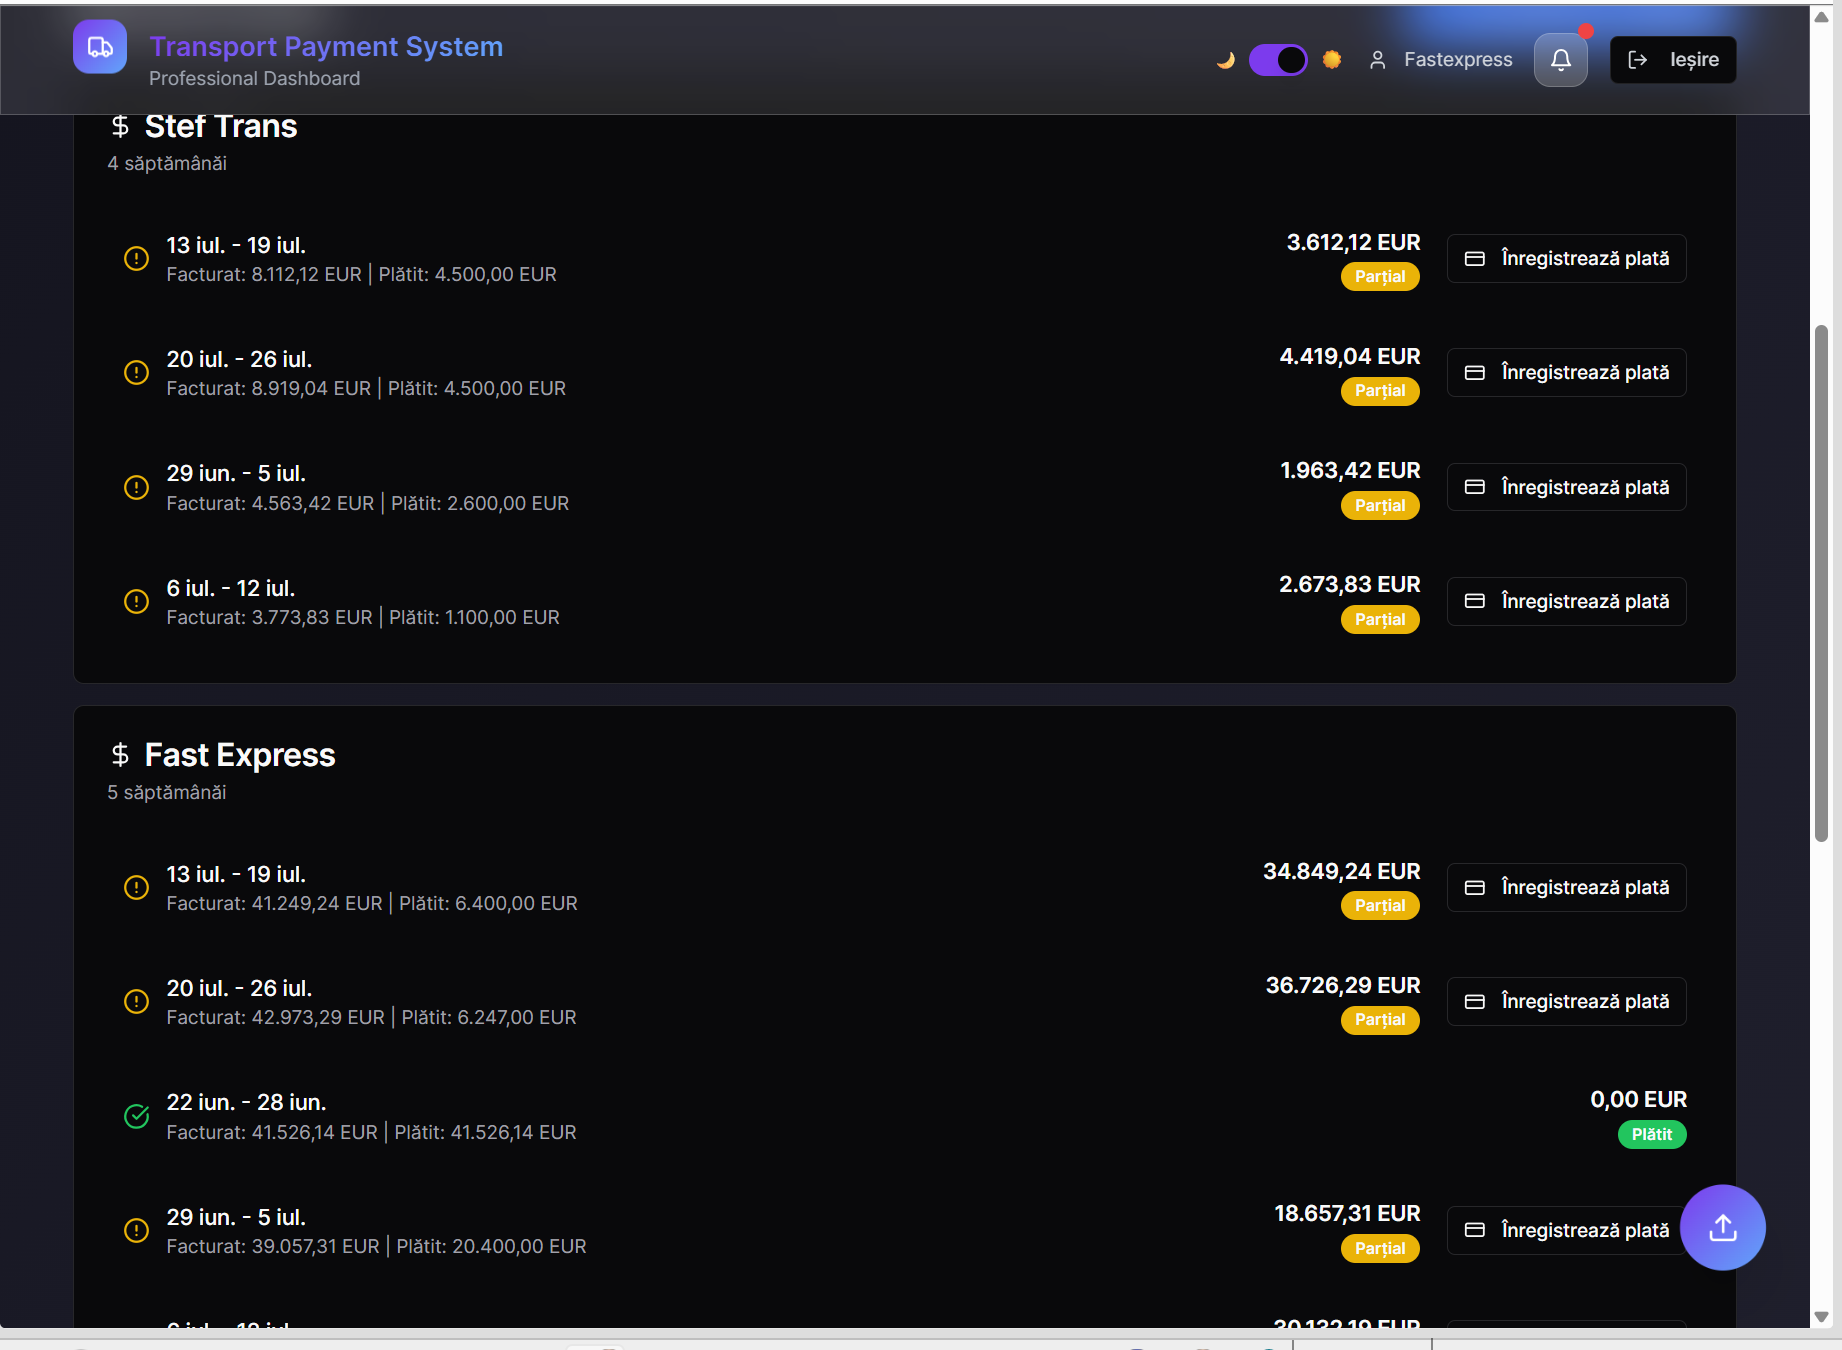 Transport Payment System
Professional Dashboard
Fastexpress
Ieșire
Stef Trans
4 săptămânăi
13 iul. - 19 iul.
Facturat: 8.112,12 EUR | Plătit: 4.500,00 EUR
3.612,12 EUR
Parțial
Înregistrează plată
20 iul. - 26 iul.
Facturat: 8.919,04 EUR | Plătit: 4.500,00 EUR
4.419,04 EUR
Parțial
Înregistrează plată
29 iun. - 5 iul.
Facturat: 4.563,42 EUR | Plătit: 2.600,00 EUR
1.963,42 EUR
Parțial
Înregistrează plată
6 iul. - 12 iul.
Facturat: 3.773,83 EUR | Plătit: 1.100,00 EUR
2.673,83 EUR
Parțial
Înregistrează plată
Fast Express
5 săptămânăi
13 iul. - 19 iul.
Facturat: 41.249,24 EUR | Plătit: 6.400,00 EUR
34.849,24 EUR
Parțial
Înregistrează plată
20 iul. - 26 iul.
Facturat: 42.973,29 EUR | Plătit: 6.247,00 EUR
36.726,29 EUR
Parțial
Înregistrează plată
22 iun. - 28 iun.
Facturat: 41.526,14 EUR | Plătit: 41.526,14 EUR
0,00 EUR
Plătit
29 iun. - 5 iul.
Facturat: 39.057,31 EUR | Plătit: 20.400,00 EUR
18.657,31 EUR
Parțial
Înregistrează plată
30.132,19 EUR